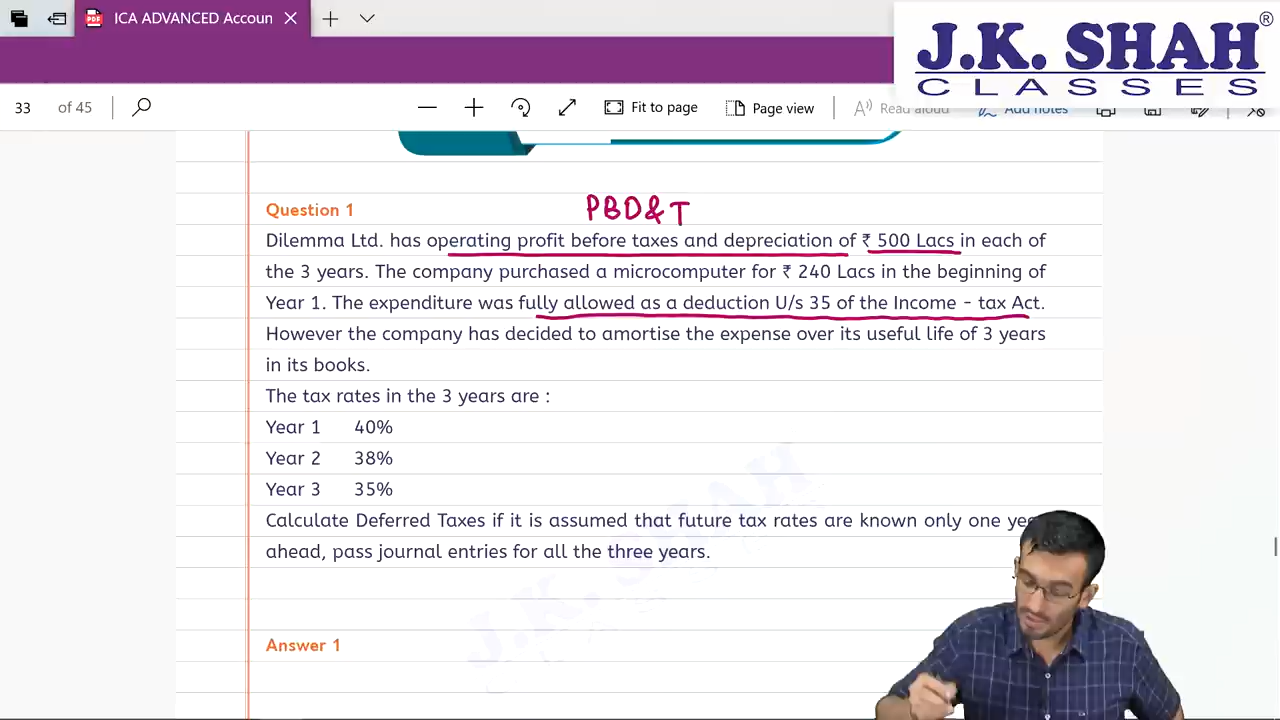 ICA ADVANCED Accoun
J.K. SHAH®
CLASSES
33 of 45
Fit to page
Page view
Read aloud
Add notes
PBD&T
Question 1
Dilemma Ltd. has operating profit before taxes and depreciation of ₹ 500 Lacs in each of
the 3 years. The company purchased a microcomputer for ₹ 240 Lacs in the beginning of
Year 1. The expenditure was fully allowed as a deduction U/s 35 of the Income - tax Act.
However the company has decided to amortise the expense over its useful life of 3 years
in its books.
The tax rates in the 3 years are :
Year 1 40%
Year 2 38%
Year 3 35%
Calculate Deferred Taxes if it is assumed that future tax rates are known only one ye
ahead, pass journal entries for all the three years.
J.K. SHAH
Answer 1